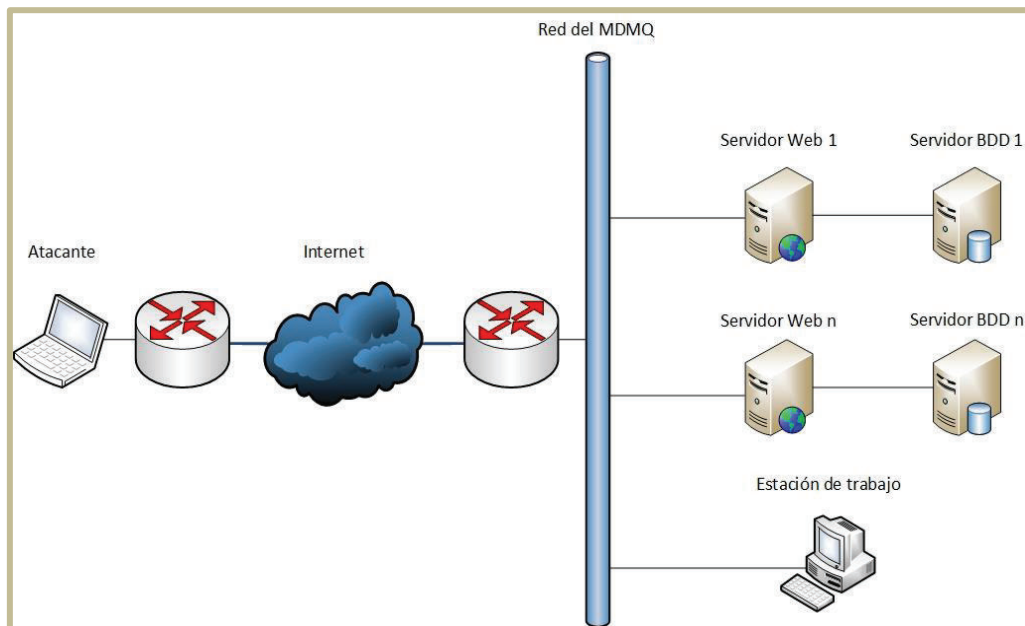 Red del MDMQ
Servidor Web 1
Servidor BDD 1
Atacante
Internet
Servidor Web n
Servidor BDD n
Estación de trabajo